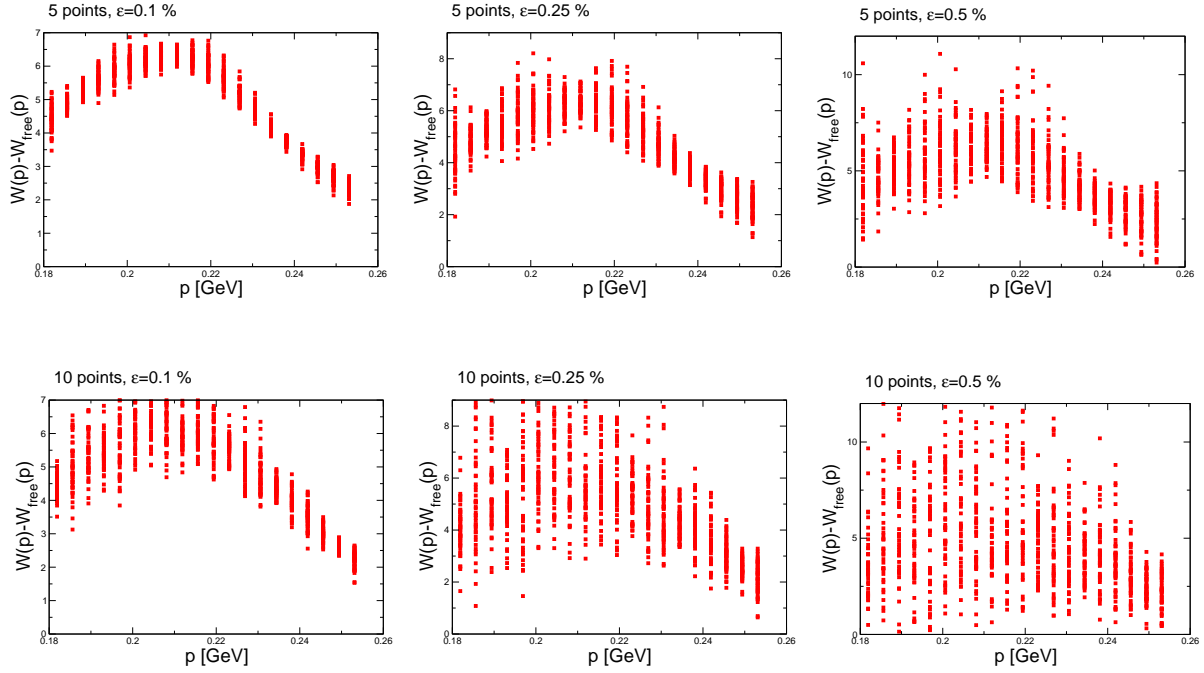 5 points, ε=0.1 %
W(p)-W_free(p)
7
6
5
4
3
2
1
0
0.18 0.2 0.22 0.24 0.26
p [GeV]
5 points, ε=0.25 %
W(p)-W_free(p)
8
6
4
2
0
0.18 0.2 0.22 0.24 0.26
p [GeV]
5 points, ε=0.5 %
W(p)-W_free(p)
10
5
0
0.18 0.2 0.22 0.24 0.26
p [GeV]
10 points, ε=0.1 %
W(p)-W_free(p)
7
6
5
4
3
2
1
0
0.18 0.2 0.22 0.24 0.26
p [GeV]
10 points, ε=0.25 %
W(p)-W_free(p)
8
6
4
2
0
0.18 0.2 0.22 0.24 0.26
p [GeV]
10 points, ε=0.5 %
W(p)-W_free(p)
10
5
0
0.18 0.2 0.22 0.24 0.26
p [GeV]